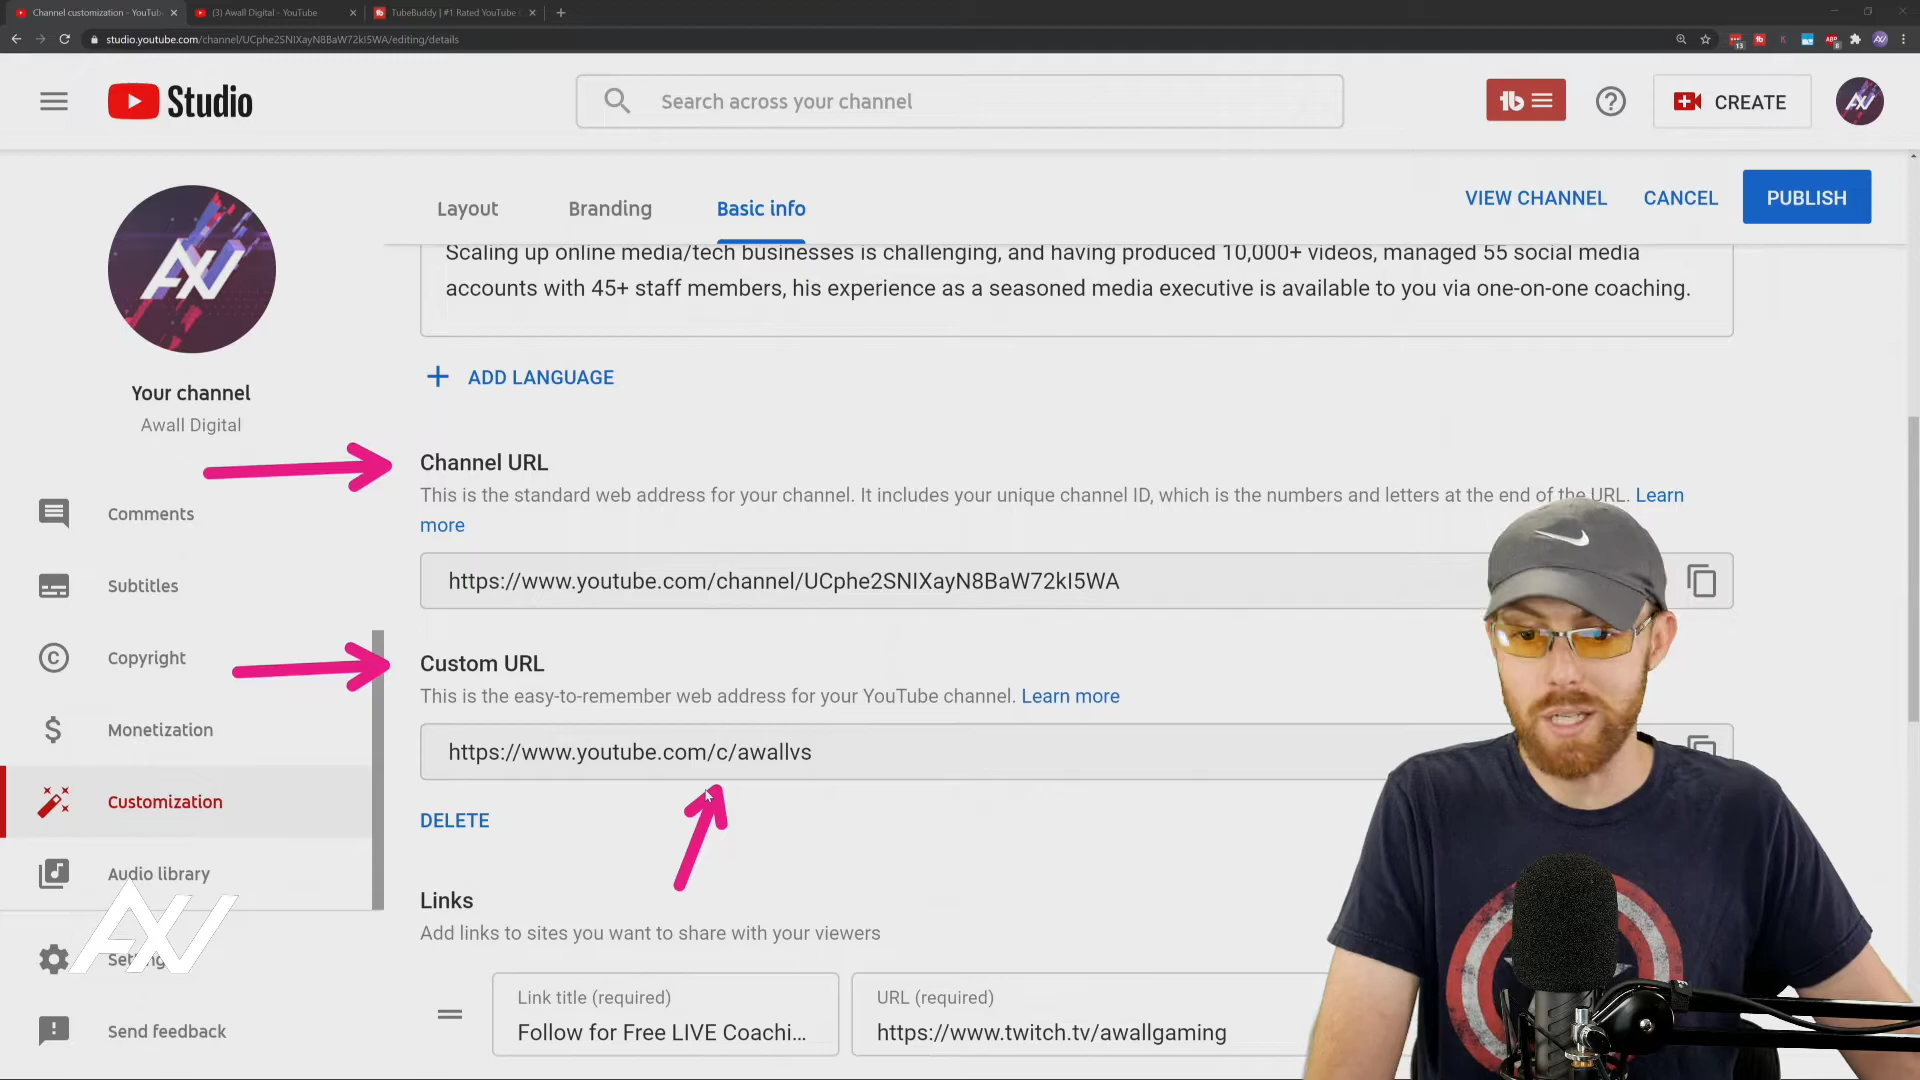 Channel customization - YouTub
(3) Awall Digital - YouTube
TubeBuddy | #1 Rated YouTube
studio.youtube.com/channel/UCphe2SNIXayN8BaW72kI5WA/editing/details
Studio
Search across your channel
CREATE
Your channel
Awall Digital
Comments
Subtitles
Copyright
Monetization
Customization
Audio library
Send feedback
Layout
Branding
Basic info
VIEW CHANNEL
CANCEL
PUBLISH
Scaling up online media/tech businesses is challenging, and having produced 10,000+ videos, managed 55 social media
accounts with 45+ staff members, his experience as a seasoned media executive is available to you via one-on-one coaching.
ADD LANGUAGE
Channel URL
This is the standard web address for your channel. It includes your unique channel ID, which is the numbers and letters at the end of the URL. Learn
more
https://www.youtube.com/channel/UCphe2SNIXayN8BaW72kI5WA
Custom URL
This is the easy-to-remember web address for your YouTube channel. Learn more
https://www.youtube.com/c/awallvs
DELETE
Links
Add links to sites you want to share with your viewers
Link title (required)
Follow for Free LIVE Coachi...
URL (required)
https://www.twitch.tv/awallgaming